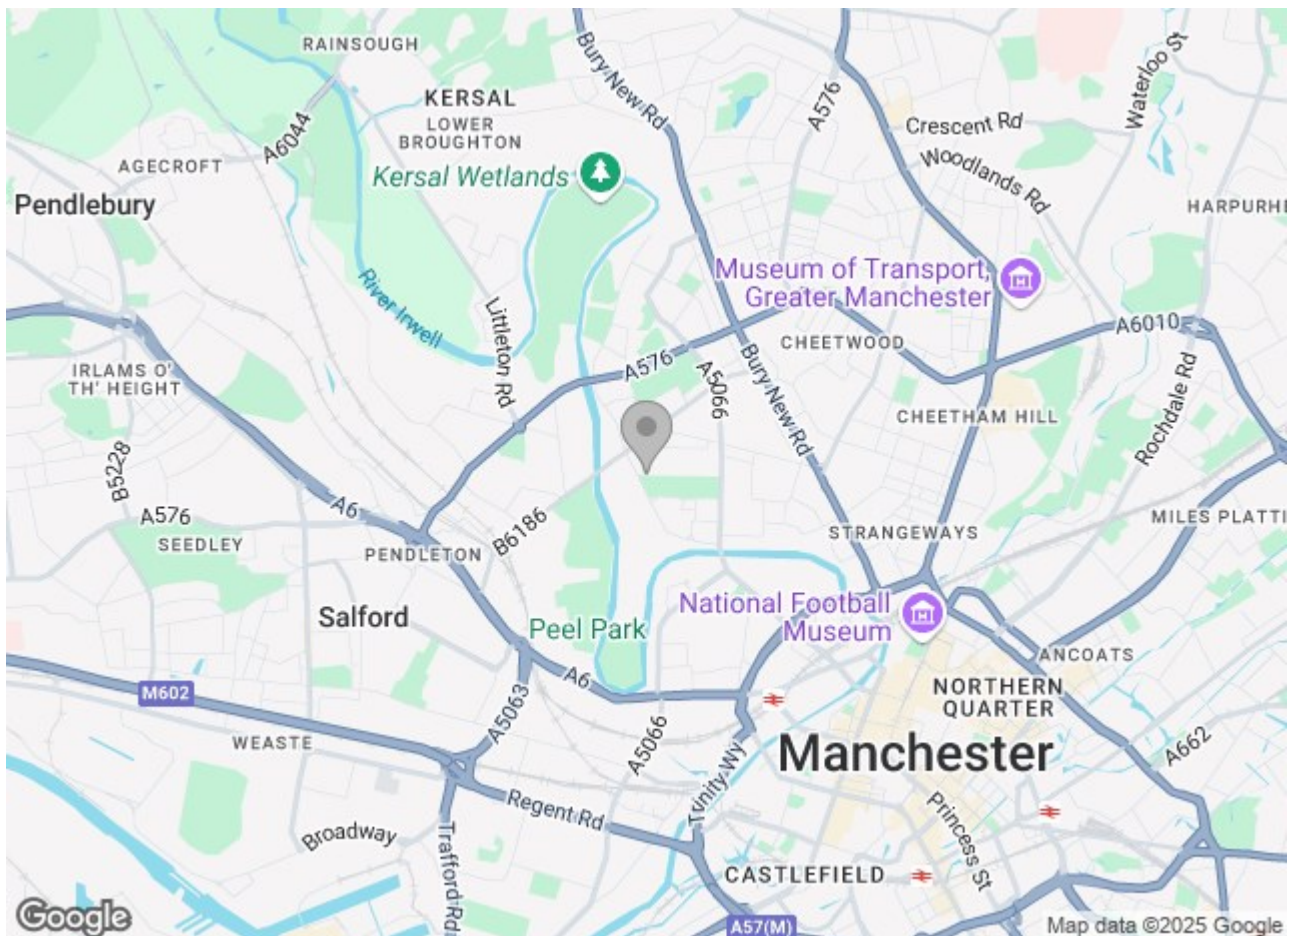 RAINSOUGH
Bury New Rd
KERSAL
LOWER
BROUGHTON
A6044
AGECROFT
A576
Crescent Rd
Waterloo St
Woodlands Rd
Kersal Wetlands
Pendlebury
HARPURHE
River Irwell
Littleton Rd
Museum of Transport,
Greater Manchester
A6010
CHEETWOOD
IRLAMS O'
TH' HEIGHT
A576
A5066
Bury New Rd
Rochdale Rd
CHEETHAM HILL
B5228
A6
A576
SEEDLEY
B6186
PENDLETON
STRANGEWAYS
MILES PLATTI
Salford
Peel Park
National Football
Museum
ANCOATS
A6
NORTHERN
QUARTER
M602
A5063
A5066
WEASTE
Manchester
A662
Trinity Wy
Regent Rd
Princess St
Broadway
Trafford Rd
CASTLEFIELD
A57(M)
Google
Map data ©2025 Google